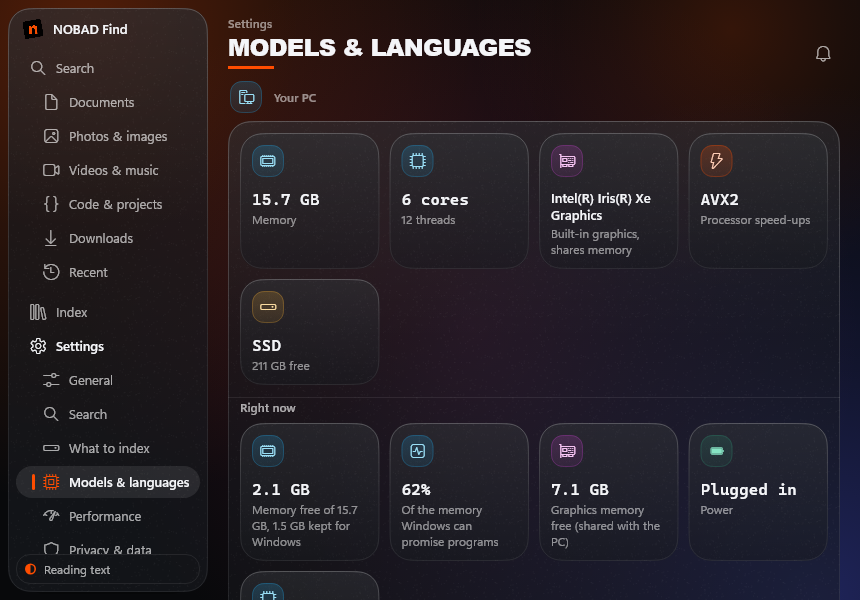 NOBAD Find
Search
Documents
Photos & images
Videos & music
Code & projects
Downloads
Recent
Index
Settings
General
Search
What to index
Models & languages
Performance
Privacy & data
Reading text
Settings
MODELS & LANGUAGES
Your PC
15.7 GB
Memory
6 cores
12 threads
Intel(R) Iris(R) Xe
Graphics
Built-in graphics,
shares memory
AVX2
Processor speed-ups
SSD
211 GB free
Right now
2.1 GB
Memory free of 15.7
GB, 1.5 GB kept for
Windows
62%
Of the memory
Windows can
promise programs
7.1 GB
Graphics memory
free (shared with the
PC)
Plugged in
Power